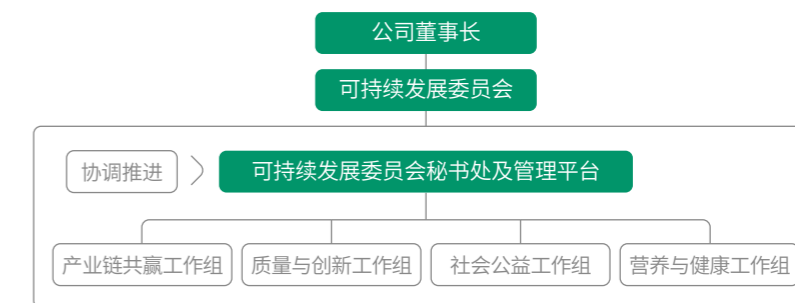 公司董事长
可持续发展委员会
协调推进
可持续发展委员会秘书处及管理平台
产业链共赢工作组
质量与创新工作组
社会公益工作组
营养与健康工作组